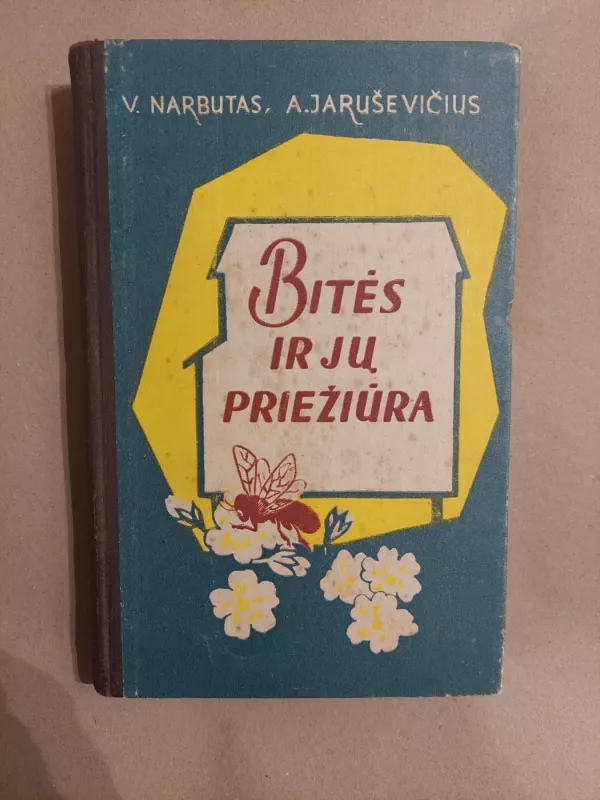 V. NARBUTAS, A. JARUŠEVIČIUS
BITĖS
IR JŲ
PRIEŽIŪRA